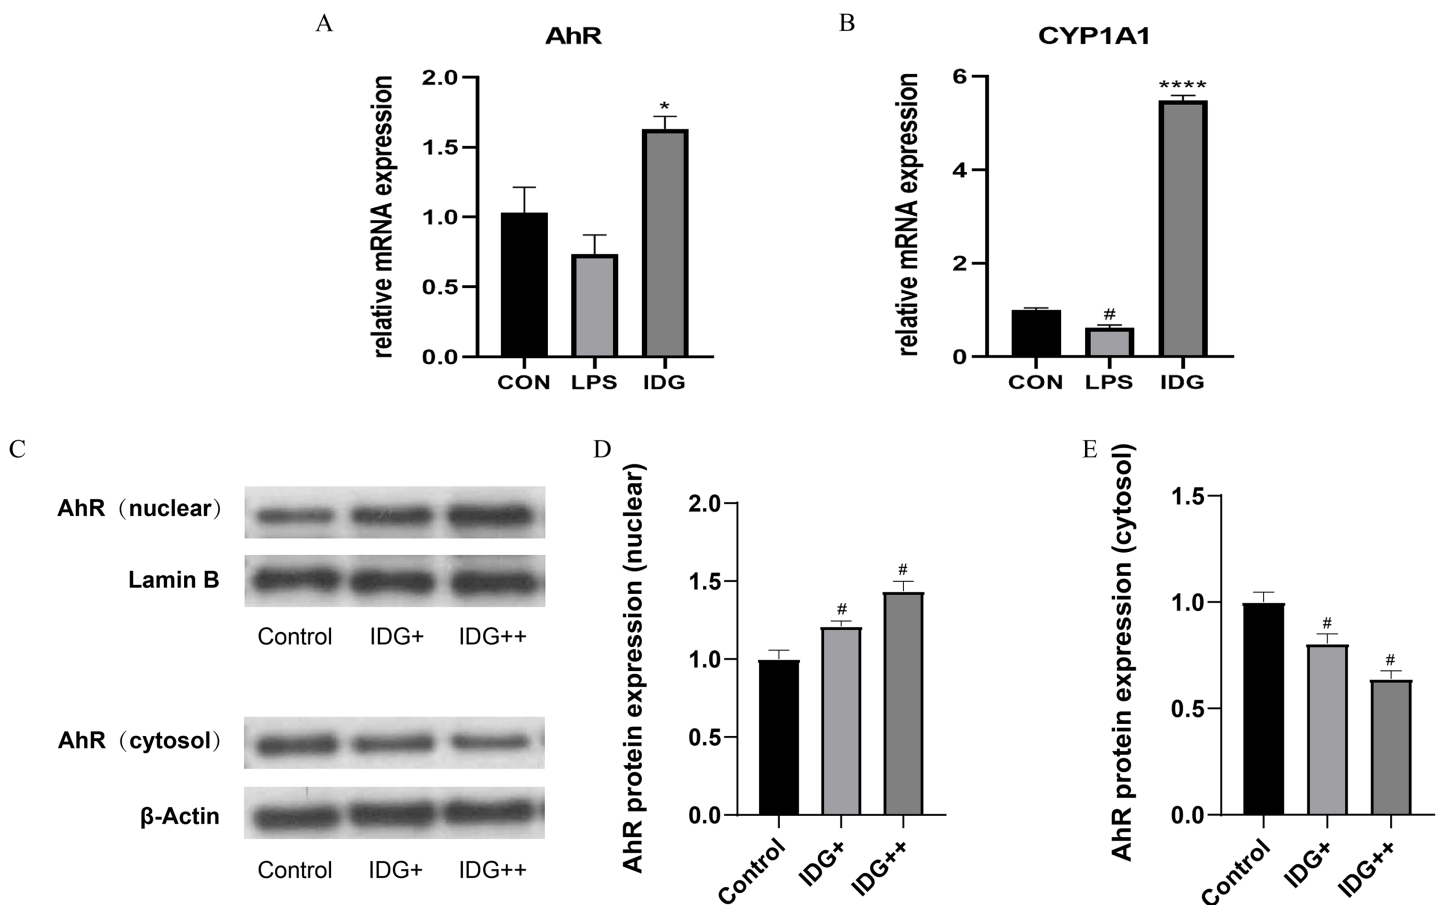 A
AhR
relative mRNA expression
2.0
1.5
1.0
0.5
0.0
*
CON LPS IDG
B
CYP1A1
relative mRNA expression
6
4
2
0
#
****
CON LPS IDG
C
AhR（nuclear）
Lamin B
Control IDG+ IDG++
AhR（cytosol）
β-Actin
Control IDG+ IDG++
D
AhR protein expression (nuclear)
2.0
1.5
1.0
0.5
0.0
#
#
Control IDG+ IDG++
E
AhR protein expression (cytosol)
1.5
1.0
0.5
0.0
#
#
Control IDG+ IDG++